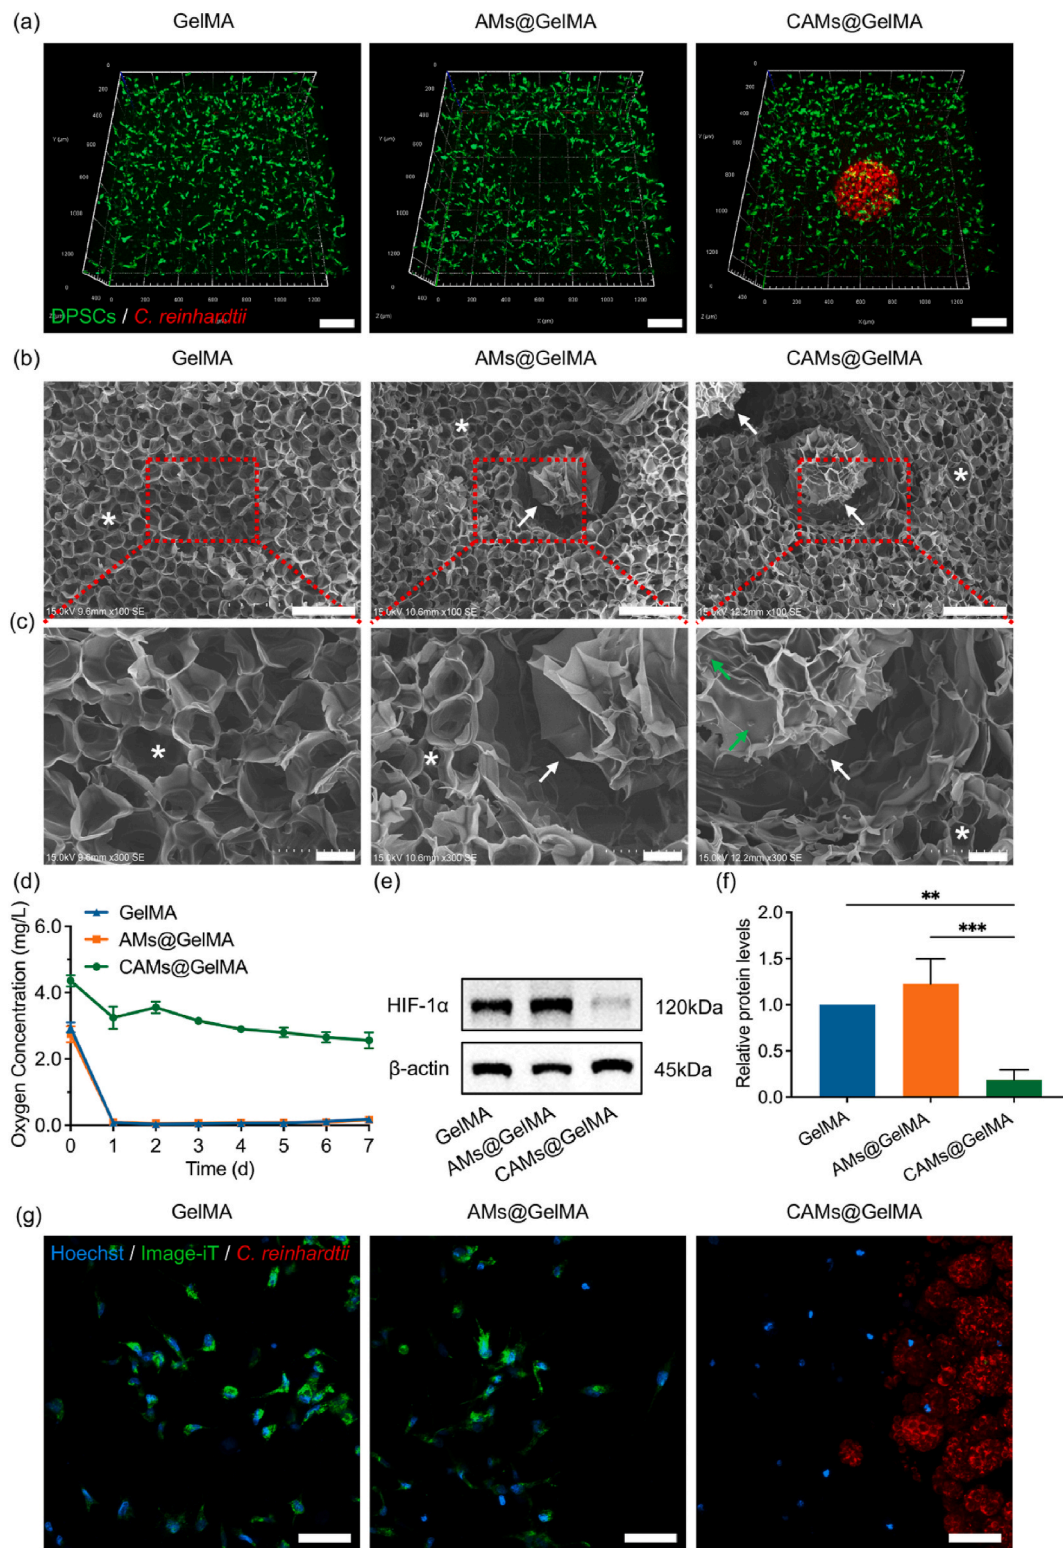 (a)
GelMA
AMs@GelMA
CAMs@GelMA
DPSCs / C. reinhardtii
(b)
GelMA
AMs@GelMA
CAMs@GelMA
15.0kV 9.6mm x100 SE
15.0kV 10.6mm x100 SE
15.0kV 12.2mm x100 SE
(c)
15.0kV 9.6mm x300 SE
15.0kV 10.6mm x300 SE
15.0kV 12.2mm x300 SE
(d)
Oxygen Concentration (mg/L)
6.0
4.0
2.0
0.0
0 1 2 3 4 5 6 7
Time (d)
GelMA
AMs@GelMA
CAMs@GelMA
(e)
HIF-1α 120kDa
β-actin 45kDa
GelMA
AMs@GelMA
CAMs@GelMA
(f)
Relative protein levels
2.0
1.5
1.0
0.5
0.0
**
***
GelMA
AMs@GelMA
CAMs@GelMA
(g)
GelMA
AMs@GelMA
CAMs@GelMA
Hoechst / Image-iT / C. reinhardtii